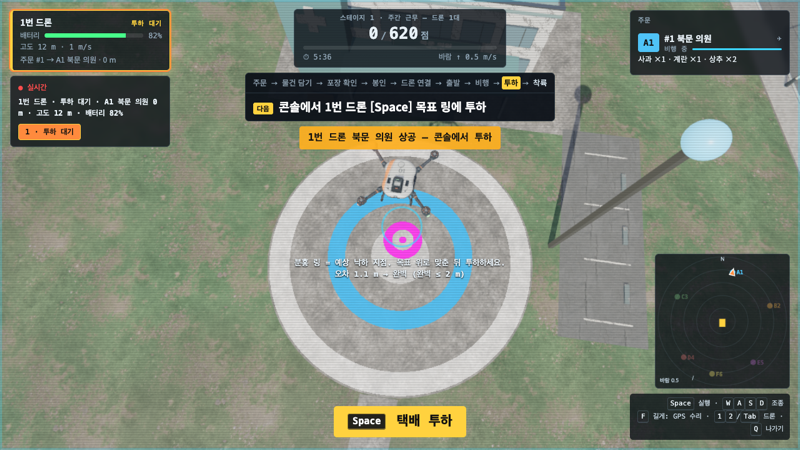 1번 드론 투하 대기
배터리 82%
고도 12 m · 1 m/s
주문 #1 → A1 북문 의원 · 0 m
실시간
1번 드론 · 투하 대기 · A1 북문 의원 0
m · 고도 12 m · 배터리 82%
1 · 투하 대기
스테이지 1 · 주간 근무 — 드론 1대
0 / 620점
5:36 바람 ↑ 0.5 m/s
주문 → 물건 담기 → 포장 확인 → 봉인 → 드론 연결 → 출발 → 비행 → 투하 → 착륙
다음 콘솔에서 1번 드론 [Space] 목표 링에 투하
1번 드론 북문 의원 상공 — 콘솔에서 투하
주문
A1 #1 북문 의원 +
비행 중
사과 ×1 · 계란 ×1 · 상추 ×2
분홍 링 = 예상 낙하 지점. 목표 위로 맞춘 뒤 투하하세요.
오차 1.1 m → 완벽 (완벽 ≤ 2 m)
N
A1
C3
B2
D4
E5
P6
바람 0.5
Space 택배 투하
Space 실행 · W A S D 조종
F 길게: GPS 수리 · 1 2 / Tab 드론 ·
Q 나가기